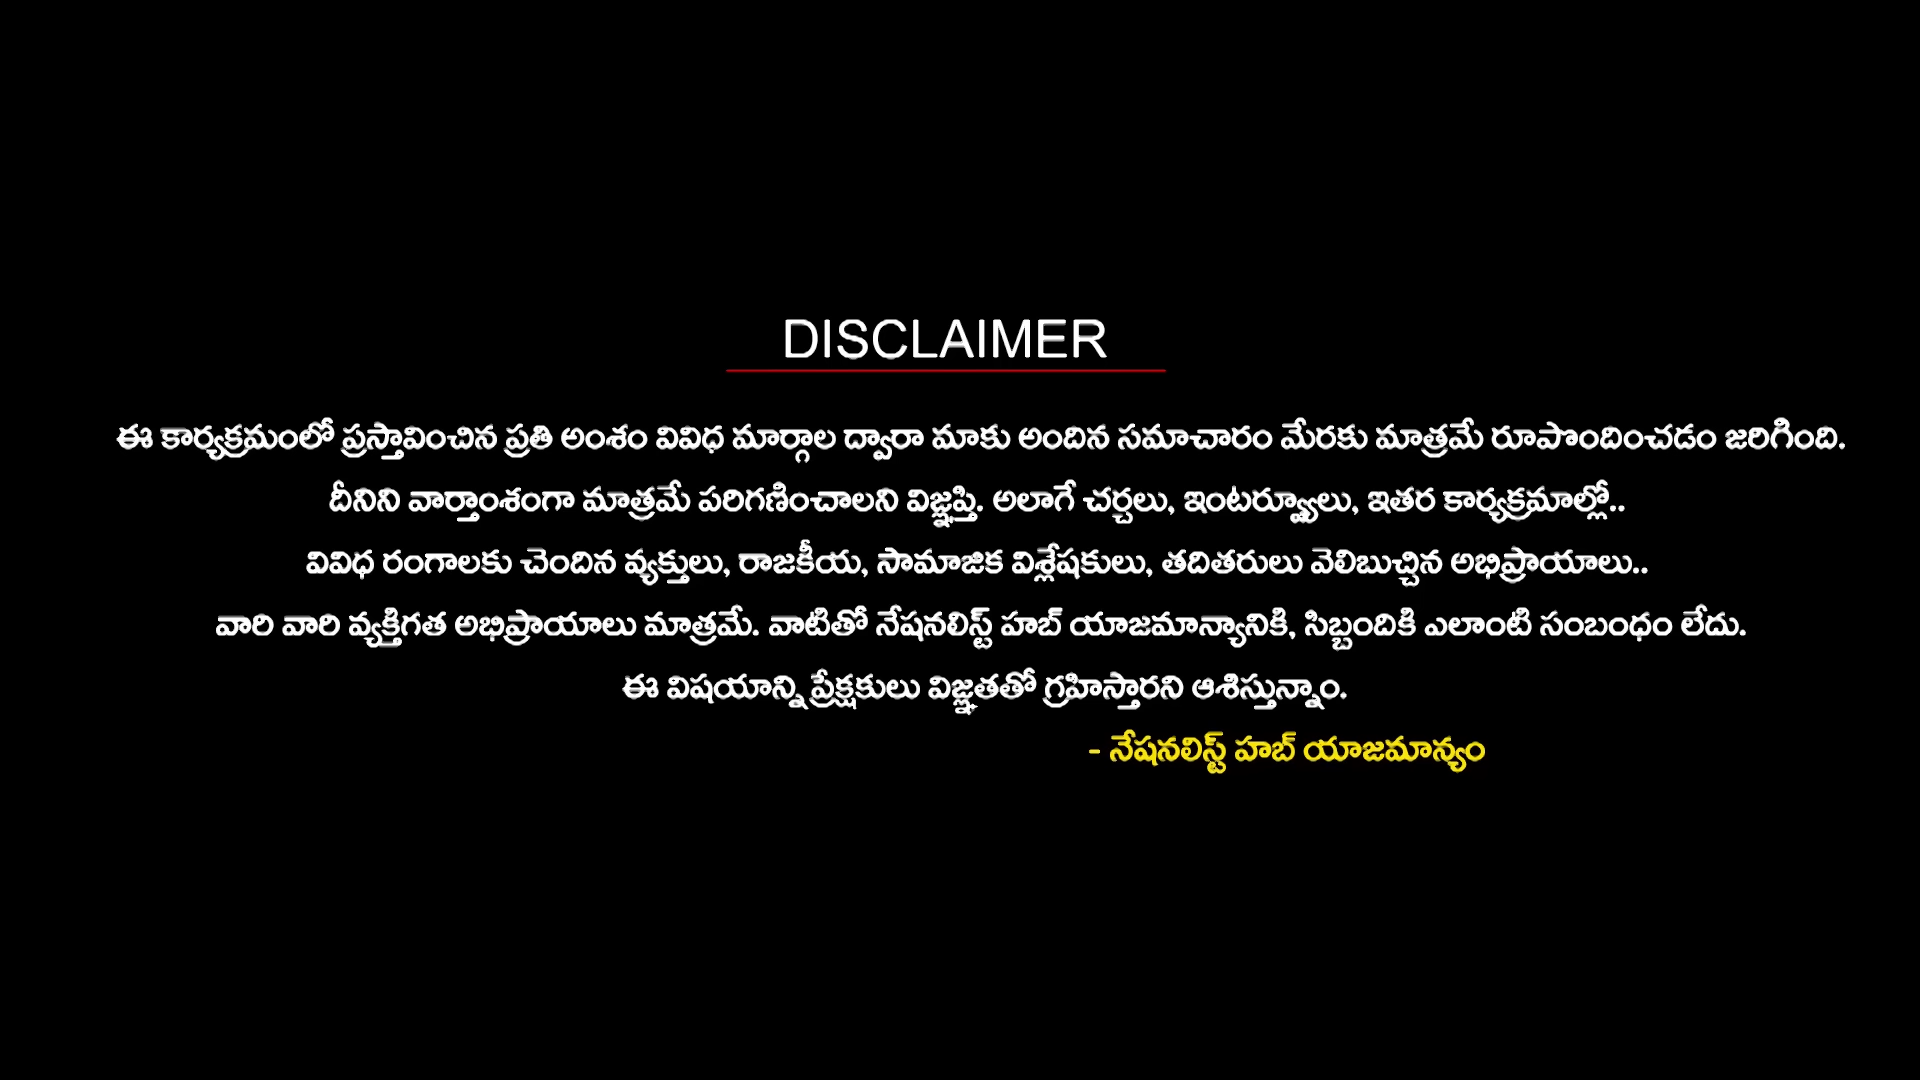 DISCLAIMER
ఈ కార్యక్రమంలో ప్రస్తావించిన ప్రతి అంశం వివిధ మార్గాల ద్వారా మాకు అందిన సమాచారం మేరకు మాత్రమే రూపొందించడం జరిగింది.
దీనిని వార్తాంశంగా మాత్రమే పరిగణించాలని విజ్ఞప్తి. అలాగే చర్చలు, ఇంటర్వ్యూలు, ఇతర కార్యక్రమాల్లో..
వివిధ రంగాలకు చెందిన వ్యక్తులు, రాజకీయ, సామాజిక విశ్లేషకులు, తదితరులు వెలిబుచ్చిన అభిప్రాయాలు..
వారి వారి వ్యక్తిగత అభిప్రాయాలు మాత్రమే. వాటితో నేషనలిస్ట్ హబ్ యాజమాన్యానికి, సిబ్బందికి ఎలాంటి సంబంధం లేదు.
ఈ విషయాన్ని ప్రేక్షకులు విజ్ఞతతో గ్రహిస్తారని ఆశిస్తున్నాం.
- నేషనలిస్ట్ హబ్ యాజమాన్యం